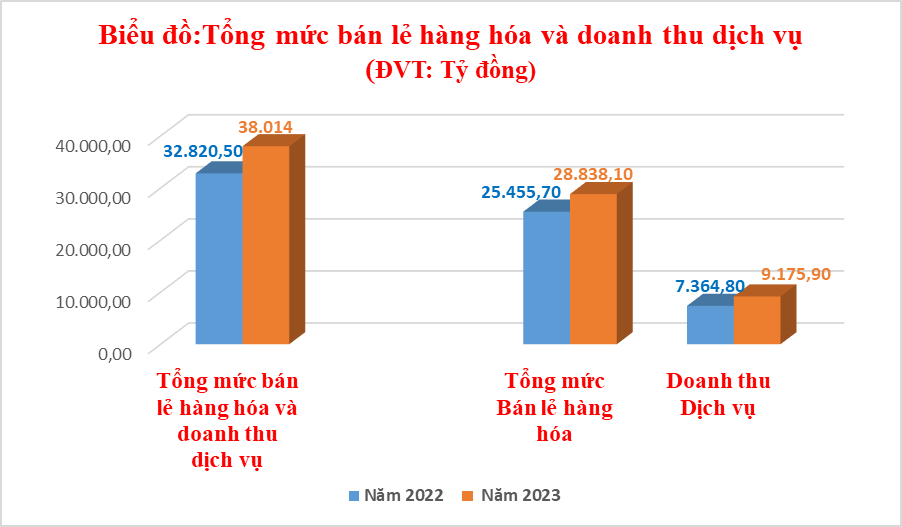 Biểu đồ:Tổng mức bán lẻ hàng hóa và doanh thu dịch vụ
(ĐVT: Tỷ đồng)
40.000,00
30.000,00
20.000,00
10.000,00
0,00
32.820,50
38.014
25.455,70
28.838,10
7.364,80
9.175,90
Tổng mức bán
lẻ hàng hóa và
doanh thu
dịch vụ
Tổng mức
Bán lẻ hàng
hóa
Doanh thu
Dịch vụ
Năm 2022
Năm 2023